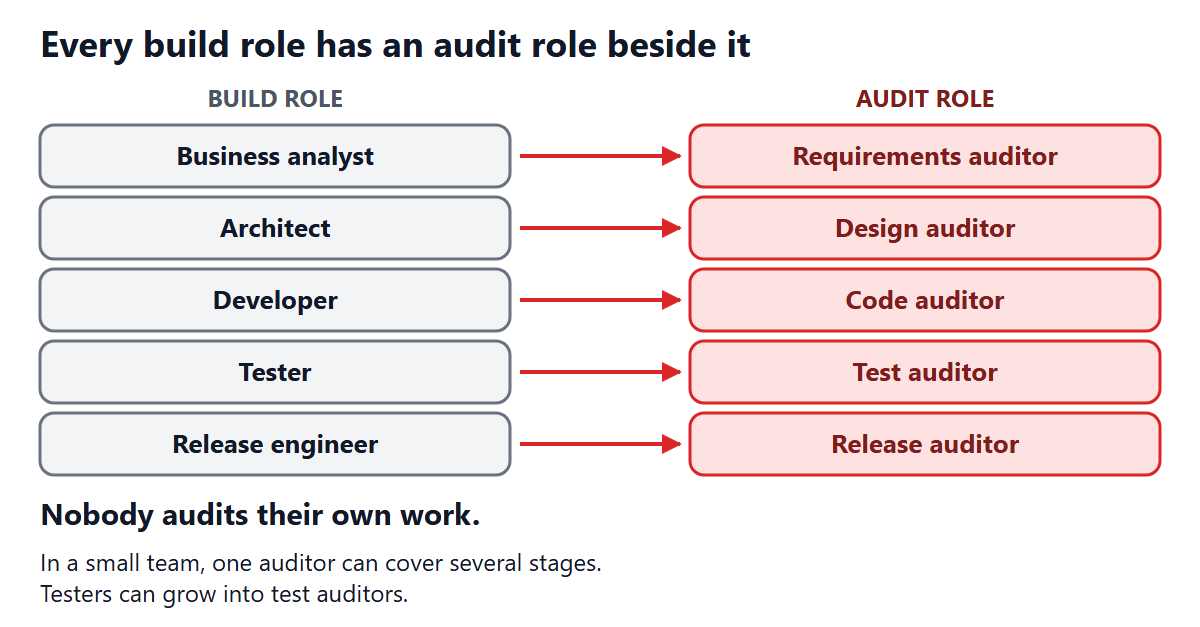 Every build role has an audit role beside it
BUILD ROLE
AUDIT ROLE
Business analyst
Requirements auditor
Architect
Design auditor
Developer
Code auditor
Tester
Test auditor
Release engineer
Release auditor
Nobody audits their own work.
In a small team, one auditor can cover several stages.
Testers can grow into test auditors.